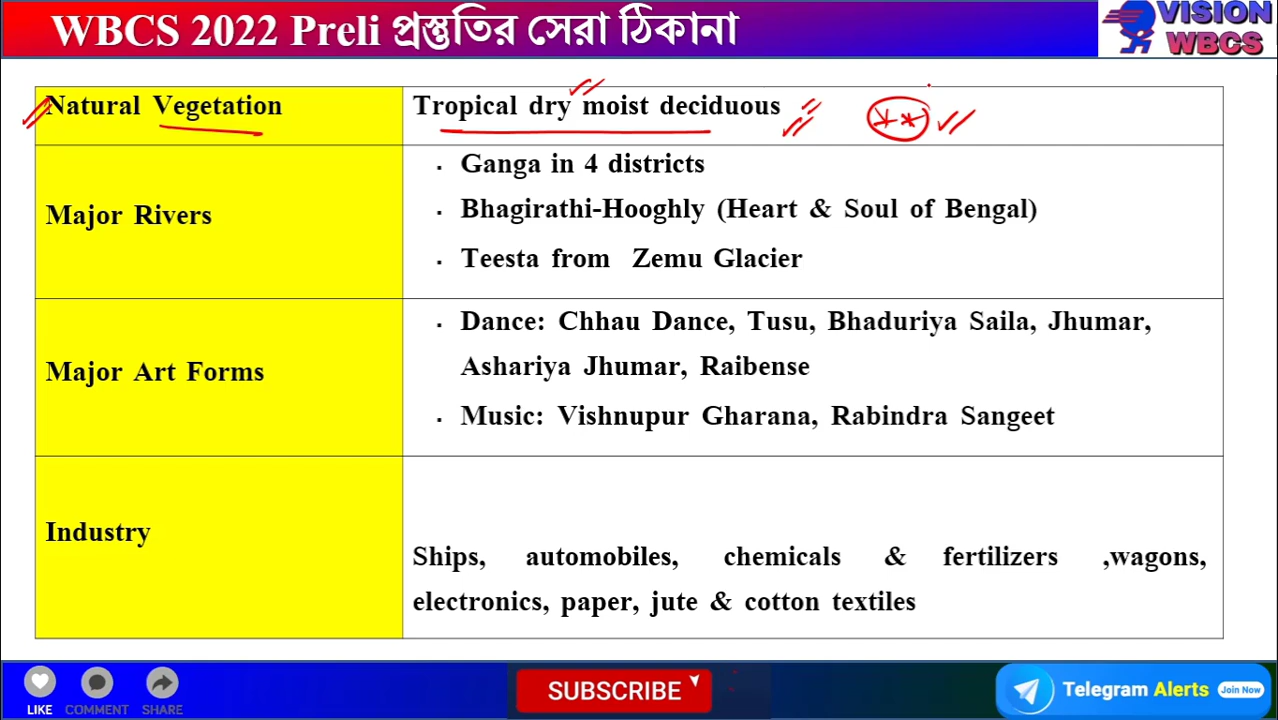 WBCS 2022 Preli প্রস্তুতির সেরা ঠিকানা
VISION
WBCS
Natural Vegetation
Tropical dry moist deciduous
Major Rivers
Ganga in 4 districts
Bhagirathi-Hooghly (Heart & Soul of Bengal)
Teesta from Zemu Glacier
Major Art Forms
Dance: Chhau Dance, Tusu, Bhaduriya Saila, Jhumar,
Ashariya Jhumar, Raibense
Music: Vishnupur Gharana, Rabindra Sangeet
Industry
Ships, automobiles, chemicals & fertilizers ,wagons,
electronics, paper, jute & cotton textiles
LIKE COMMENT SHARE
SUBSCRIBE
Telegram Alerts Join Now